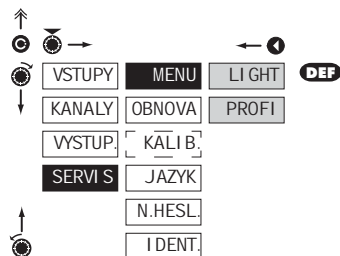 C
VSTUPY MENU LIGHT DEF
KANALY OBNOVA PROFI
VYSTUP. KALIB.
SERVIS JAZYK
N.HESL.
IDENT.